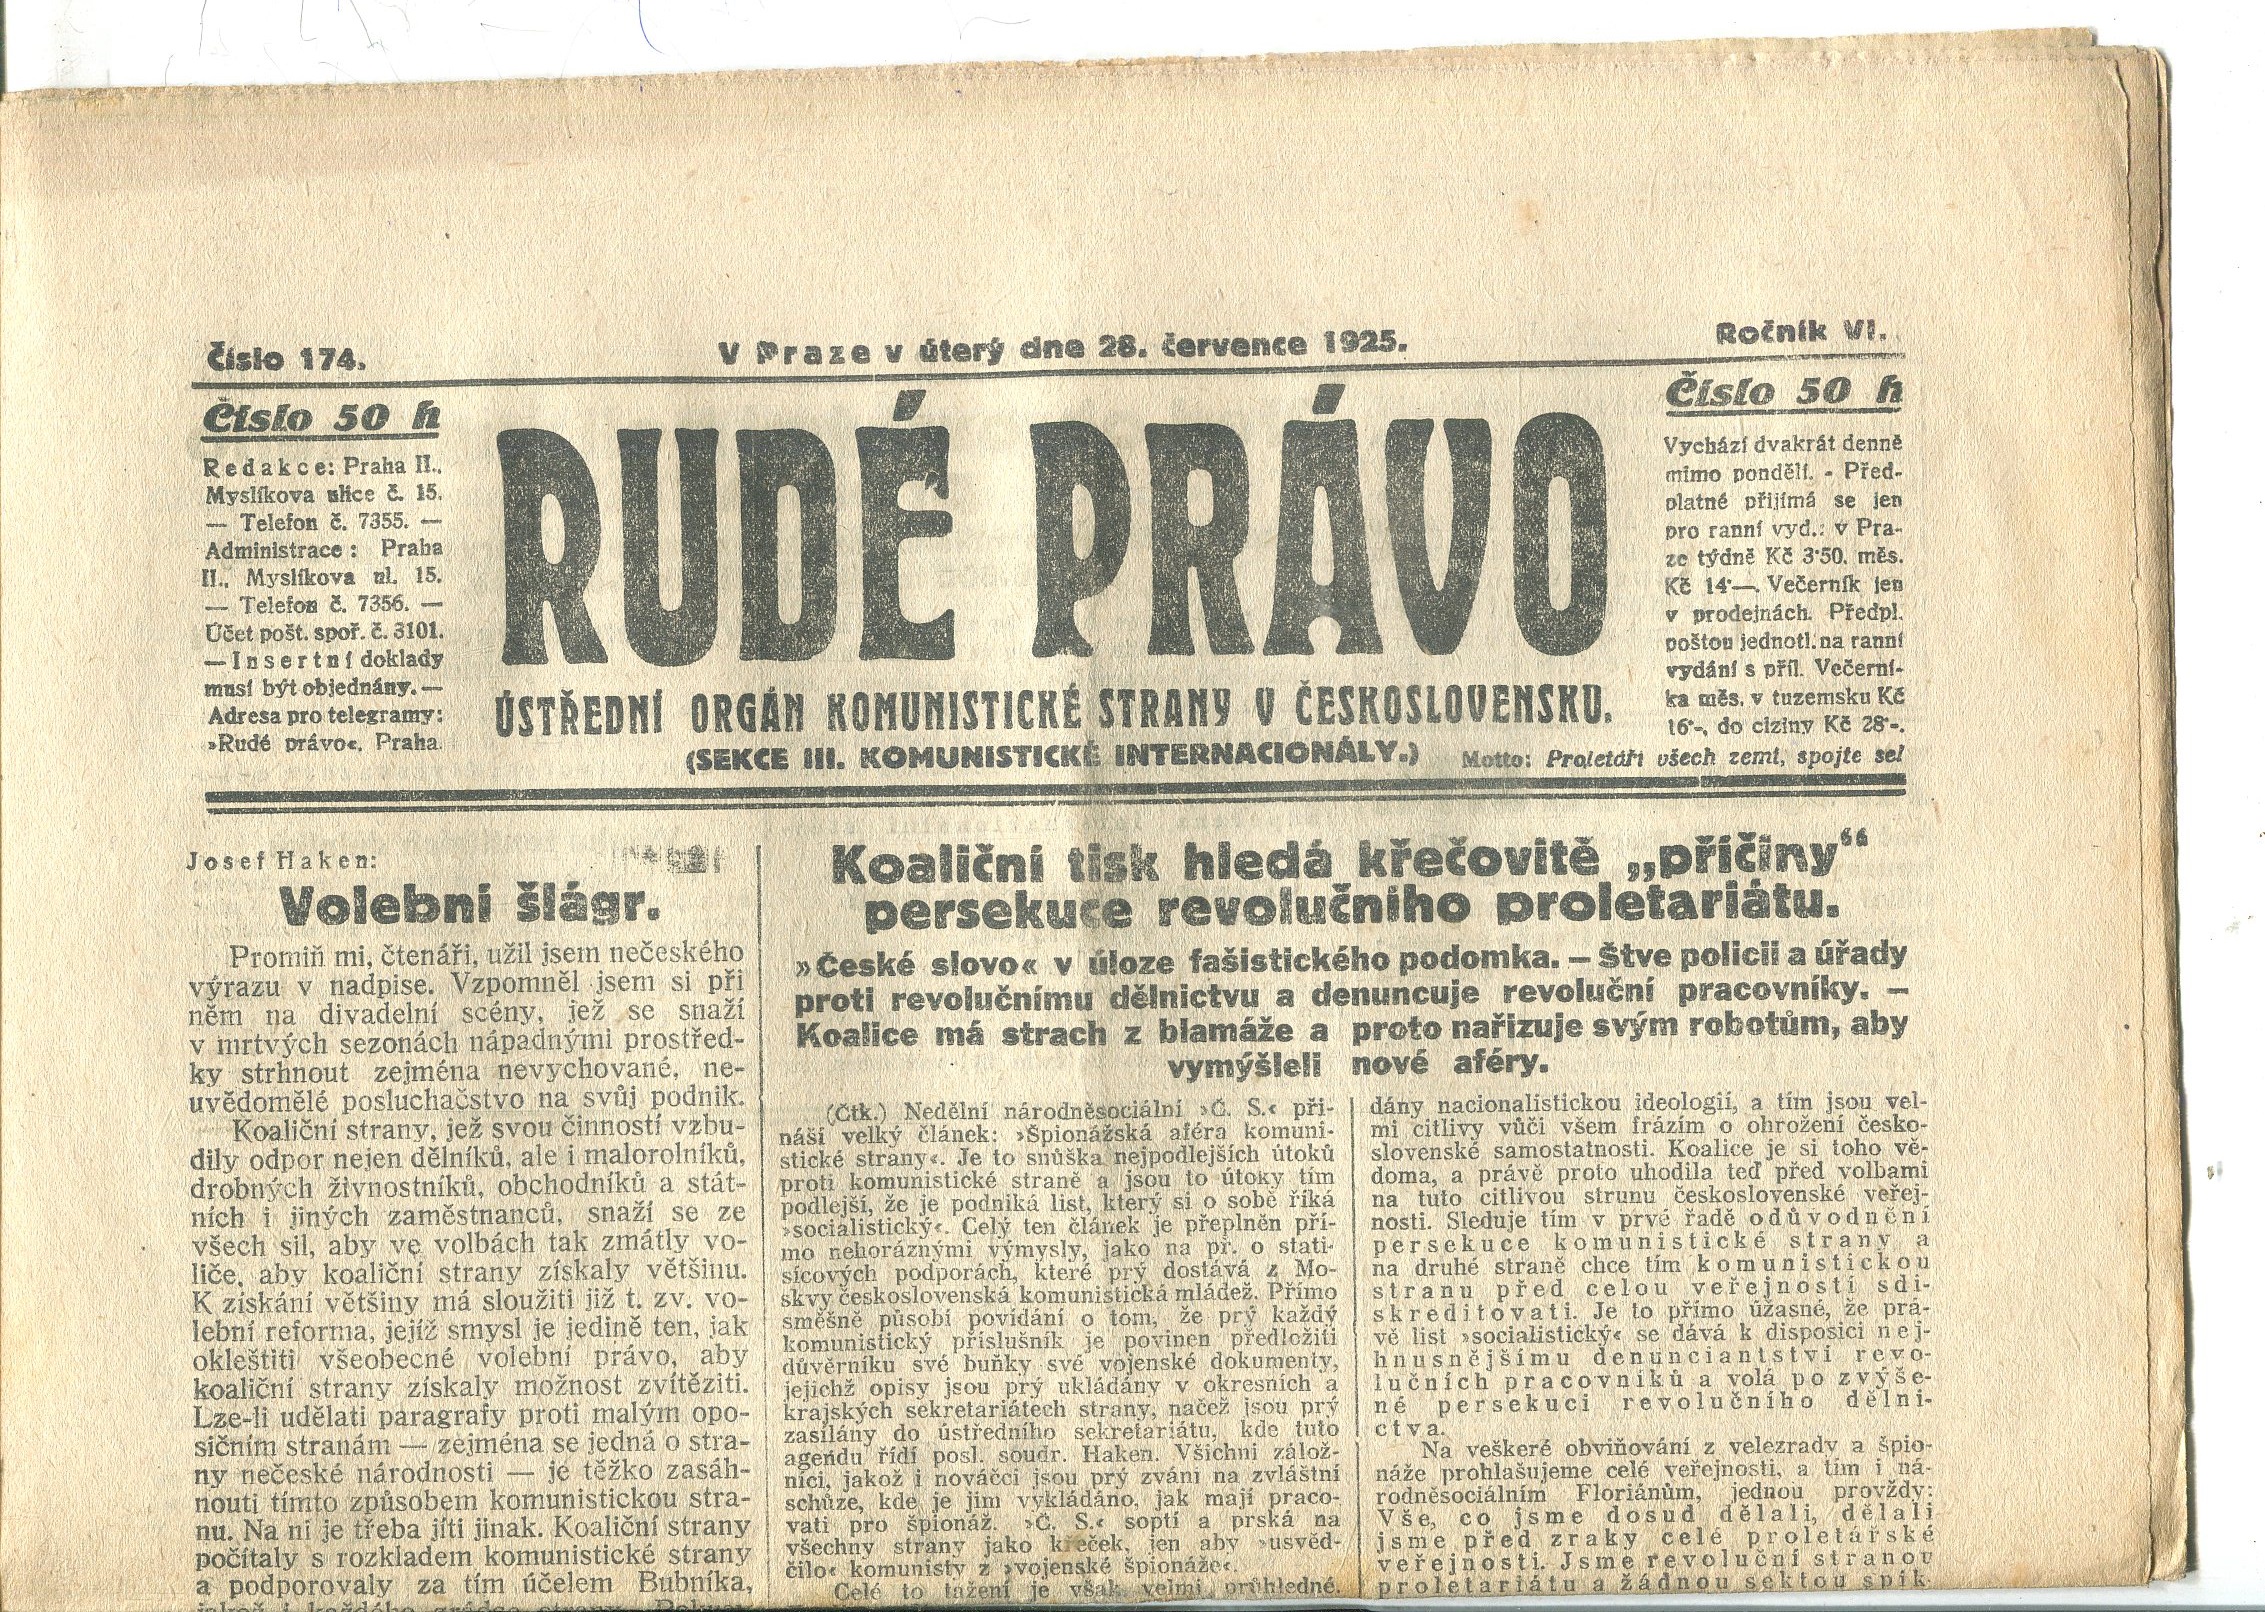 Číslo 174.
V Praze v úterý dne 28. července 1925.
Ročník VI.
Číslo 50 h
Redakce: Praha II.,
Myslíkova ulice č. 15.
— Telefon č. 7355. —
Administrace: Praha
II., Myslíkova ul. 15.
— Telefon č. 7356. —
Účet pošt. spoř. č. 3101.
— Insertní doklady
musí být objednány. —
Adresa pro telegramy:
»Rudé právo«, Praha.
RUDÉ PRÁVO
ÚSTŘEDNÍ ORGÁN KOMUNISTICKÉ STRANY V ČESKOSLOVENSKU.
(SEKCE III. KOMUNISTICKÉ INTERNACIONÁLY.)
Motto: Proletáři všech zemí, spojte se!
Číslo 50 h
Vychází dvakrát denně
mimo pondělí. - Před-
platné přijímá se jen
pro ranní vyd.: v Pra-
ze týdně Kč 3·50, měs.
Kč 14·—. Večerník jen
v prodejnách. Předpl.
poštou jednotl. na ranní
vydání s příl. Večerní-
ka měs. v tuzemsku Kč
16·-, do ciziny Kč 28·-.
Josef Haken:
Volební šlágr.
Promiň mi, čtenáři, užil jsem nečeského
výrazu v nadpise. Vzpomněl jsem si při
něm na divadelní scény, jež se snaží
v mrtvých sezonách nápadnými prostřed-
ky strhnout zejména nevychované, ne-
uvědomělé posluchačstvo na svůj podnik.
Koaliční strany, jež svou činností vzbu-
dily odpor nejen dělníků, ale i malorolníků,
drobných živnostníků, obchodníků a stát-
ních i jiných zaměstnanců, snaží se ze
všech sil, aby ve volbách tak zmátly vo-
liče, aby koaliční strany získaly většinu.
K získání většiny má sloužiti již t. zv. vo-
lební reforma, jejíž smysl je jedině ten, jak
okleštiti všeobecné volební právo, aby
koaliční strany získaly možnost zvítěziti.
Lze-li udělati paragrafy proti malým opo-
sičním stranám — zejména se jedná o stra-
ny nečeské národnosti — je těžko zasáh-
nouti tímto způsobem komunistickou stra-
nu. Na ni je třeba jíti jinak. Koaliční strany
počítaly s rozkladem komunistické strany
a podporovaly za tím účelem Bubníka,
Koaliční tisk hledá křečovitě „příčiny“
persekuce revolučního proletariátu.
»České slovo« v úloze fašistického podomka. — Štve policii a úřady
proti revolučnímu dělnictvu a denuncuje revoluční pracovníky. —
Koalice má strach z blamáže a proto nařizuje svým robotům, aby
vymýšleli nové aféry.
(Čtk.) Nedělní národněsociální »Č. S.« při-
náší velký článek: »Špionážská aféra komuni-
stické strany«. Je to snůška nejpodlejších útoků
proti komunistické straně a jsou to útoky tím
podlejší, že je podniká list, který si o sobě říká
»socialistický«. Celý ten článek je přeplněn pří-
mo nehoráznými výmysly, jako na př. o stati-
sícových podporách, které prý dostává z Mo-
skvy československá komunistická mládež. Přímo
směšně působí povídání o tom, že prý každý
komunistický příslušník je povinen předložiti
důvěrníku své buňky své vojenské dokumenty,
jejichž opisy jsou prý ukládány v okresních a
krajských sekretariátech strany, načež jsou prý
zasílány do ústředního sekretariátu, kde tuto
agendu řídí posl. soudr. Haken. Všichni zálož-
níci, jakož i nováčci jsou prý zváni na zvláštní
schůze, kde je jim vykládáno, jak mají praco-
vati pro špionáž. »Č. S.« soptí a prská na
všechny strany jako křeček, jen aby »usvěd-
čilo« komunisty z »vojenské špionáže«.
Celé to tažení je však velmi průhledné.
dány nacionalistickou ideologií, a tím jsou vel-
mi citlivy vůči všem frázím o ohrožení česko-
slovenské samostatnosti. Koalice je si toho vě-
doma, a právě proto uhodila teď před volbami
na tuto citlivou strunu československé veřej-
nosti. Sleduje tím v prvé řadě odůvodnění
persekuce komunistické strany a
na druhé straně chce tím komunistickou
stranu před celou veřejností sdi-
skreditovati. Je to přímo úžasné, že prá-
vě list »socialistický« se dává k disposici nej-
hnusnějšímu denunciantství revo-
lučních pracovníků a volá po zvýše-
né persekuci revolučního dělni-
ctva.
Na veškeré obviňování z velezrady a špio-
náže prohlašujeme celé veřejnosti, a tím i ná-
rodněsociálním Floriánům, jednou provždy:
Vše, co jsme dosud dělali, dělali
jsme před zraky celé proletářské
veřejnosti. Jsme revoluční stranou
proletariátu a žádnou sektou spik-